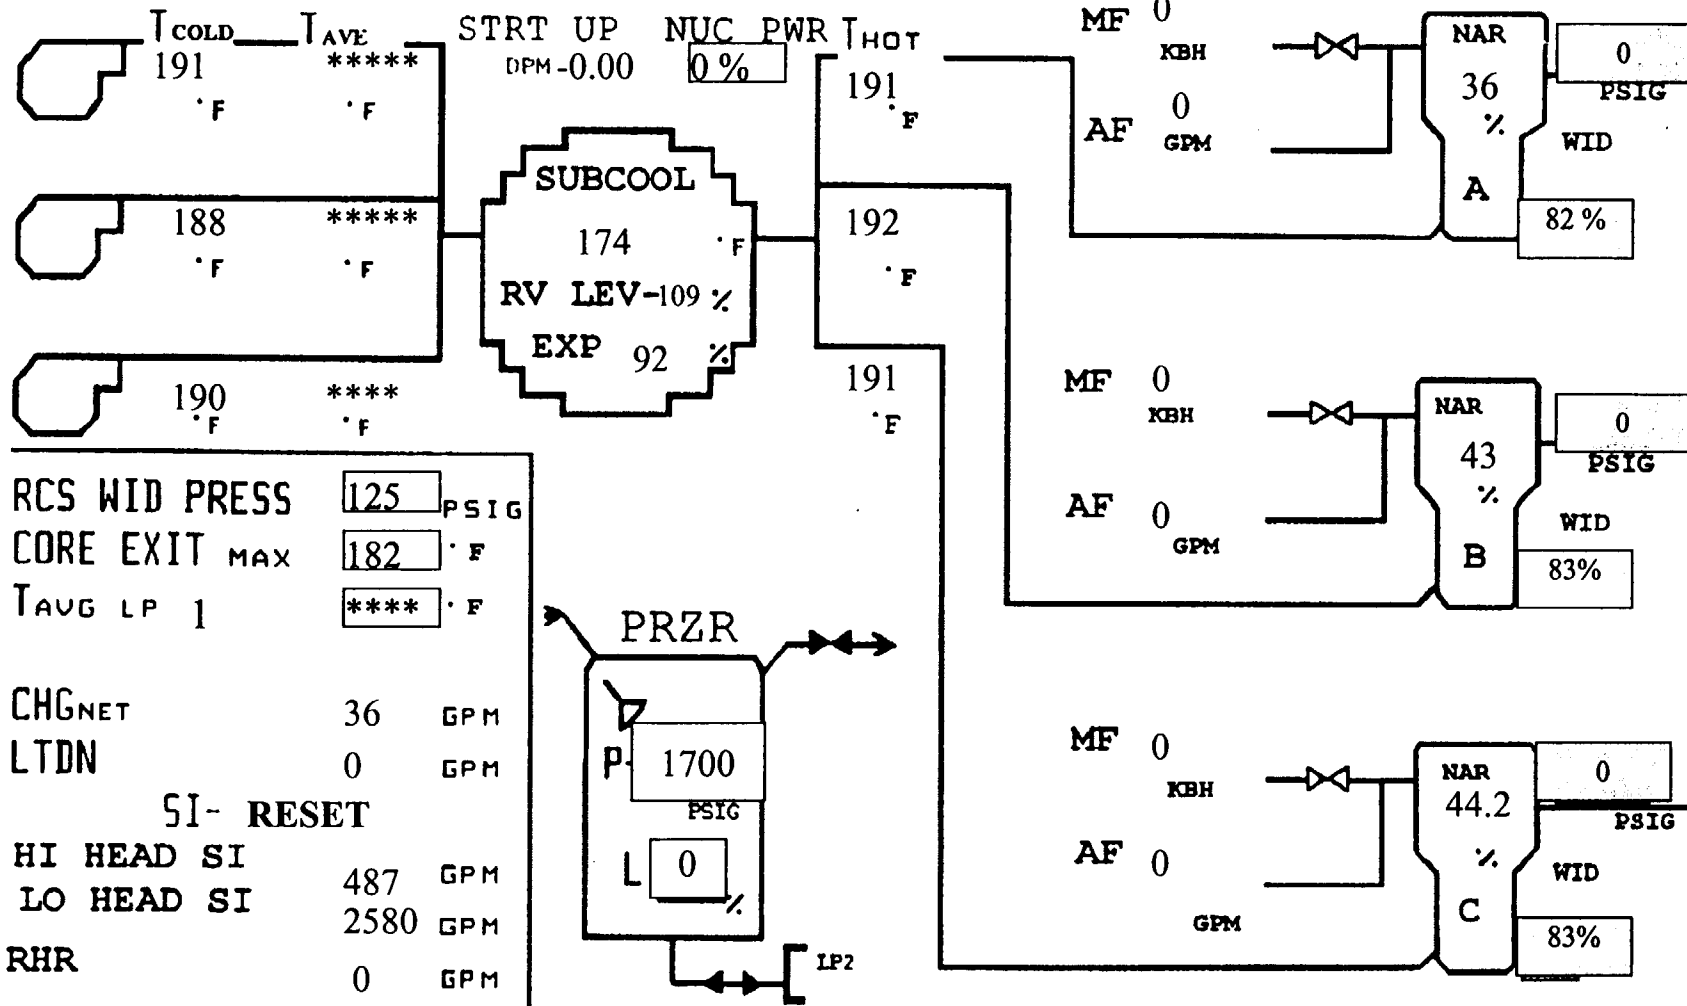 TCOLD TAVE STRT UP NUC PWR THOT
191 ***** DPM -0.00 0 % 191
°F °F °F
188 ***** SUBCOOL 192
°F °F 174 °F °F
RV LEV-109 %
EXP 92 %
190 **** 191
°F °F °F
RCS WID PRESS 125 PSIG
CORE EXIT MAX 182 °F
TAVG LP 1 **** °F
CHGNET 36 GPM
LTDN 0 GPM
SI- RESET
HI HEAD SI 487 GPM
LO HEAD SI 2580 GPM
RHR 0 GPM
PRZR
P 1700
PSIG
L 0
%
LP2
MF 0
KBH
AF 0
GPM
NAR
36
%
A
0
PSIG
WID
82 %
MF 0
KBH
AF 0
GPM
NAR
43
%
B
0
PSIG
WID
83%
MF 0
KBH
AF 0
GPM
NAR
44.2
%
C
0
PSIG
WID
83%